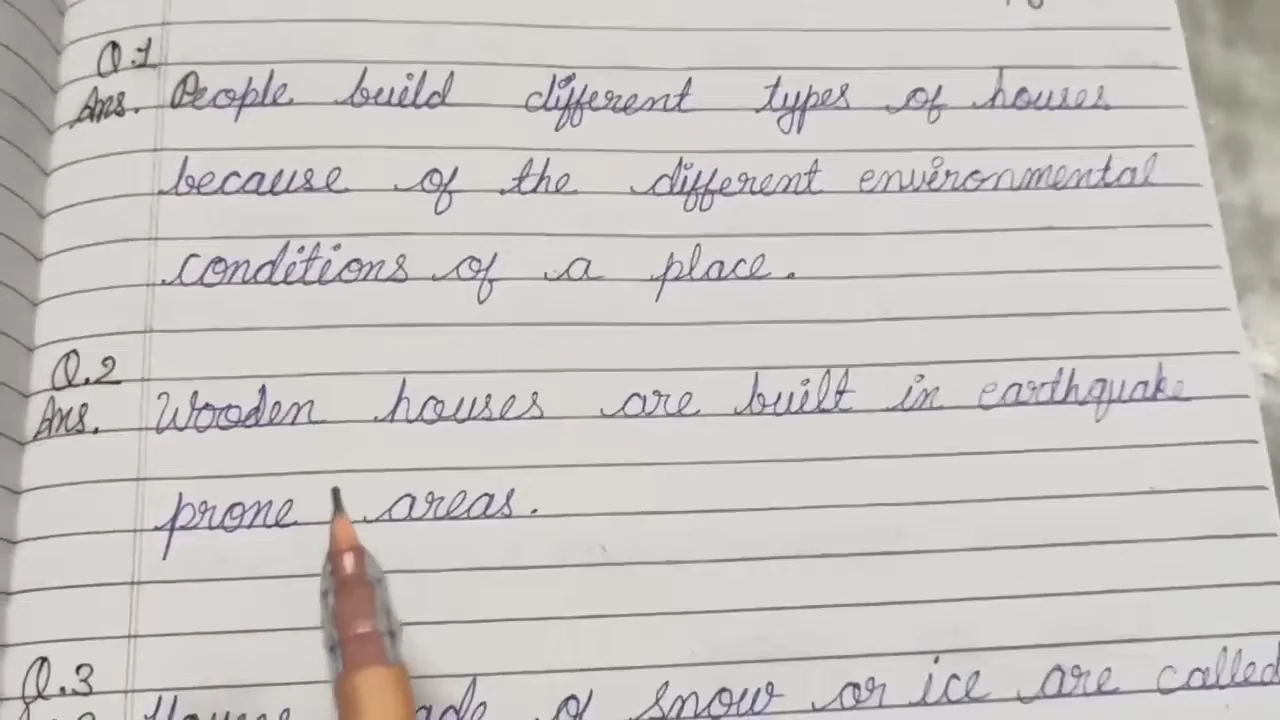 Q.1
Ans. People build different types of houses
because of the different environmental
conditions of a place.
Q.2
Ans. Wooden houses are built in earthquake
prone areas.
Q.3
of snow or ice are called